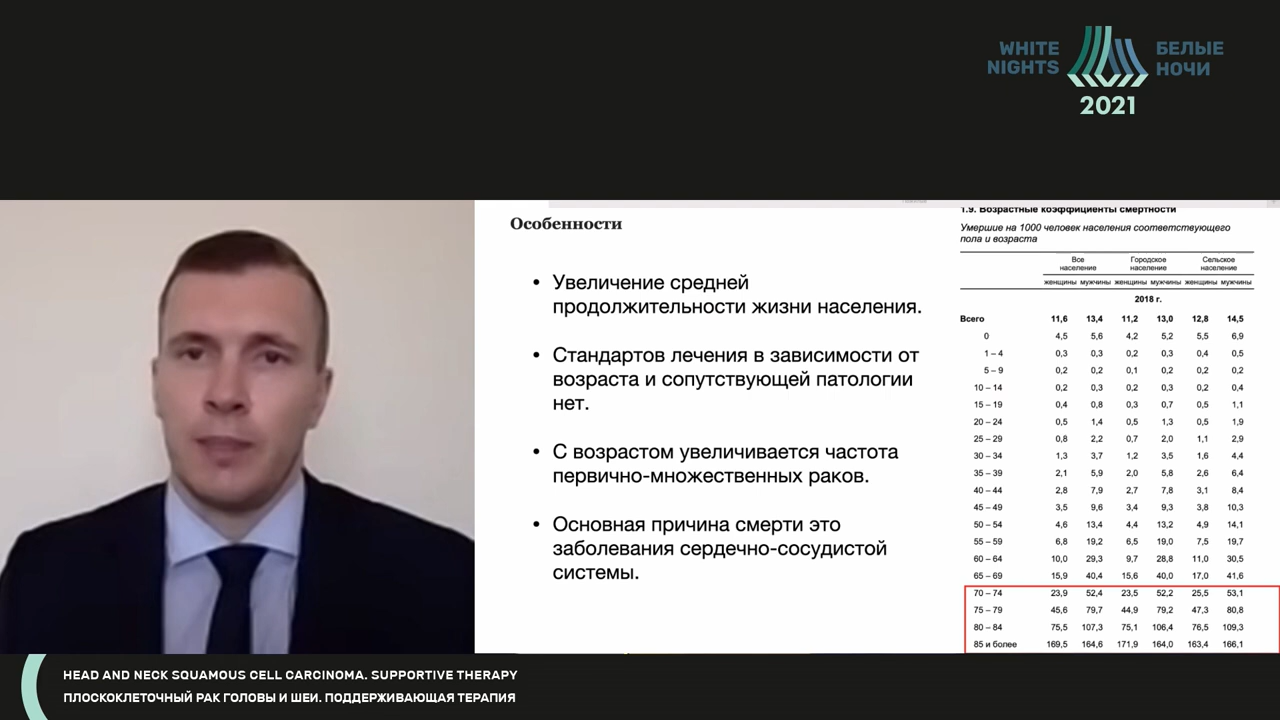 WHITE NIGHTS
БЕЛЫЕ НОЧИ
2021
Особенности
• Увеличение средней
продолжительности жизни населения.
• Стандартов лечения в зависимости от
возраста и сопутствующей патологии
нет.
• С возрастом увеличивается частота
первично-множественных раков.
• Основная причина смерти это
заболевания сердечно-сосудистой
системы.
1.9. Возрастные коэффициенты смертности
Умершие на 1000 человек населения соответствующего
пола и возраста
Все население Городское население Сельское население
женщины мужчины женщины мужчины женщины мужчины
2018 г.
Всего 11,6 13,4 11,2 13,0 12,8 14,5
0 4,5 5,6 4,2 5,2 5,5 6,9
1 – 4 0,3 0,3 0,2 0,3 0,4 0,5
5 – 9 0,2 0,2 0,1 0,2 0,2 0,2
10 – 14 0,2 0,3 0,2 0,3 0,2 0,4
15 – 19 0,4 0,8 0,3 0,7 0,5 1,1
20 – 24 0,5 1,4 0,5 1,3 0,5 1,9
25 – 29 0,8 2,2 0,7 2,0 1,1 2,9
30 – 34 1,3 3,7 1,2 3,5 1,6 4,4
35 – 39 2,1 5,9 2,0 5,8 2,6 6,4
40 – 44 2,8 7,9 2,7 7,8 3,1 8,4
45 – 49 3,5 9,6 3,4 9,3 3,8 10,3
50 – 54 4,6 13,4 4,4 13,2 4,9 14,1
55 – 59 6,8 19,2 6,5 19,0 7,5 19,7
60 – 64 10,0 29,3 9,7 28,8 11,0 30,5
65 – 69 15,9 40,4 15,6 40,0 17,0 41,6
70 – 74 23,9 52,4 23,5 52,2 25,5 53,1
75 – 79 45,6 79,7 44,9 79,2 47,3 80,8
80 – 84 75,5 107,3 75,1 106,4 76,5 109,3
85 и более 169,5 164,6 171,9 164,0 163,4 166,1
HEAD AND NECK SQUAMOUS CELL CARCINOMA. SUPPORTIVE THERAPY
ПЛОСКОКЛЕТОЧНЫЙ РАК ГОЛОВЫ И ШЕИ. ПОДДЕРЖИВАЮЩАЯ ТЕРАПИЯ